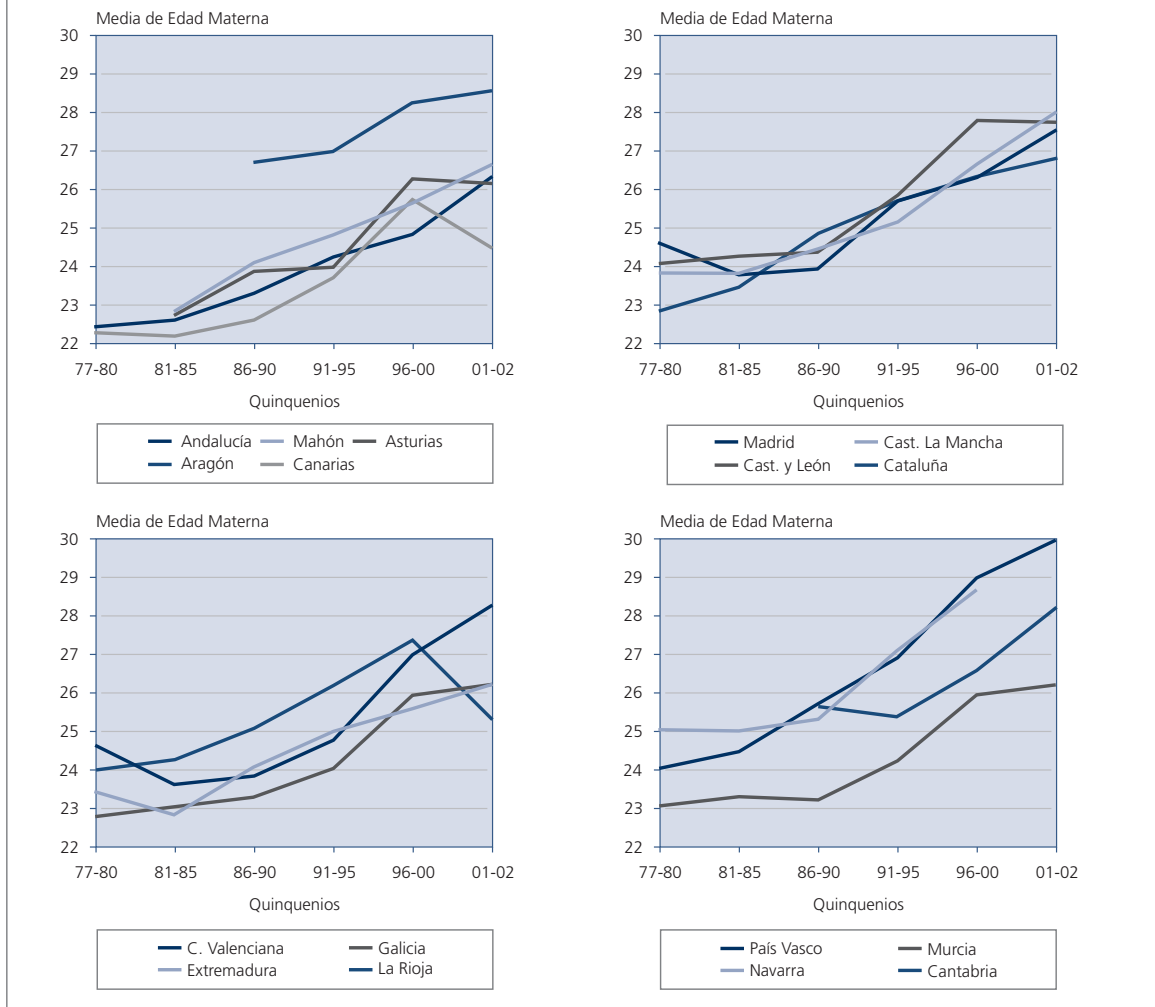 Media de Edad Materna
30
29
28
27
26
25
24
23
22
77-80 81-85 86-90 91-95 96-00 01-02
Quinquenios
Andalucía Mahón Asturias
Aragón Canarias
Media de Edad Materna
30
29
28
27
26
25
24
23
22
77-80 81-85 86-90 91-95 96-00 01-02
Quinquenios
Madrid Cast. La Mancha
Cast. y León Cataluña
Media de Edad Materna
30
29
28
27
26
25
24
23
22
77-80 81-85 86-90 91-95 96-00 01-02
Quinquenios
C. Valenciana Galicia
Extremadura La Rioja
Media de Edad Materna
30
29
28
27
26
25
24
23
22
77-80 81-85 86-90 91-95 96-00 01-02
Quinquenios
País Vasco Murcia
Navarra Cantabria